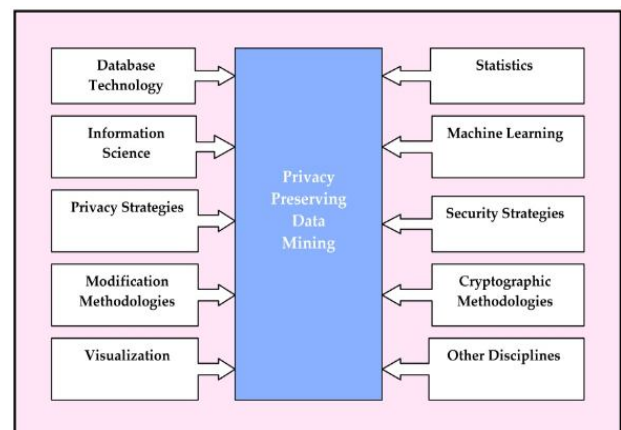 Database
Technology
Information
Science
Privacy Strategies
Modification
Methodologies
Visualization
Privacy
Preserving
Data
Mining
Statistics
Machine Learning
Security Strategies
Cryptographic
Methodologies
Other Disciplines